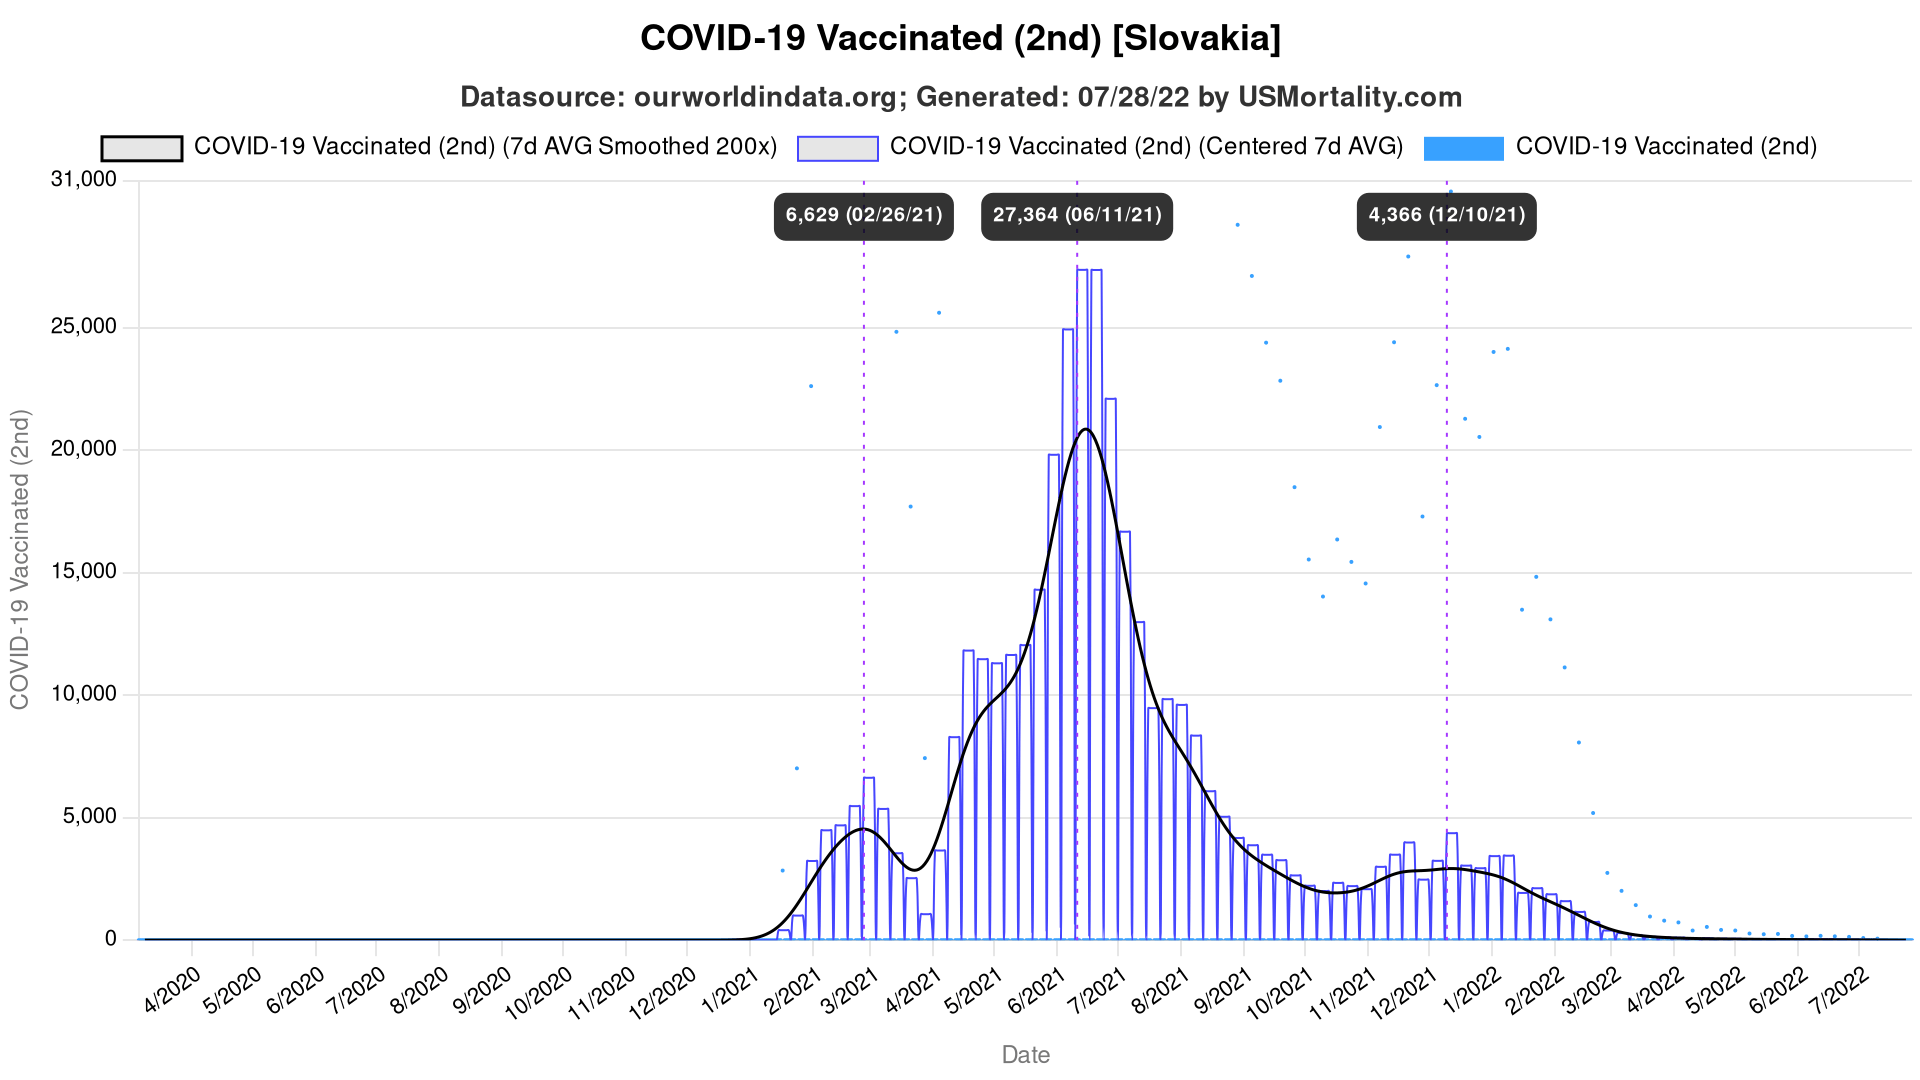 COVID-19 Vaccinated (2nd) [Slovakia]
Datasource: ourworldindata.org; Generated: 07/28/22 by USMortality.com
COVID-19 Vaccinated (2nd) (7d AVG Smoothed 200x) COVID-19 Vaccinated (2nd) (Centered 7d AVG) COVID-19 Vaccinated (2nd)
31,000
6,629 (02/26/21) 27,364 (06/11/21) 4,366 (12/10/21)
25,000
20,000
15,000
10,000
5,000
0
COVID-19 Vaccinated (2nd)
4/2020 5/2020 6/2020 7/2020 8/2020 9/2020 10/2020 11/2020 12/2020 1/2021 2/2021 3/2021 4/2021 5/2021 6/2021 7/2021 8/2021 9/2021 10/2021 11/2021 12/2021 1/2022 2/2022 3/2022 4/2022 5/2022 6/2022 7/2022
Date